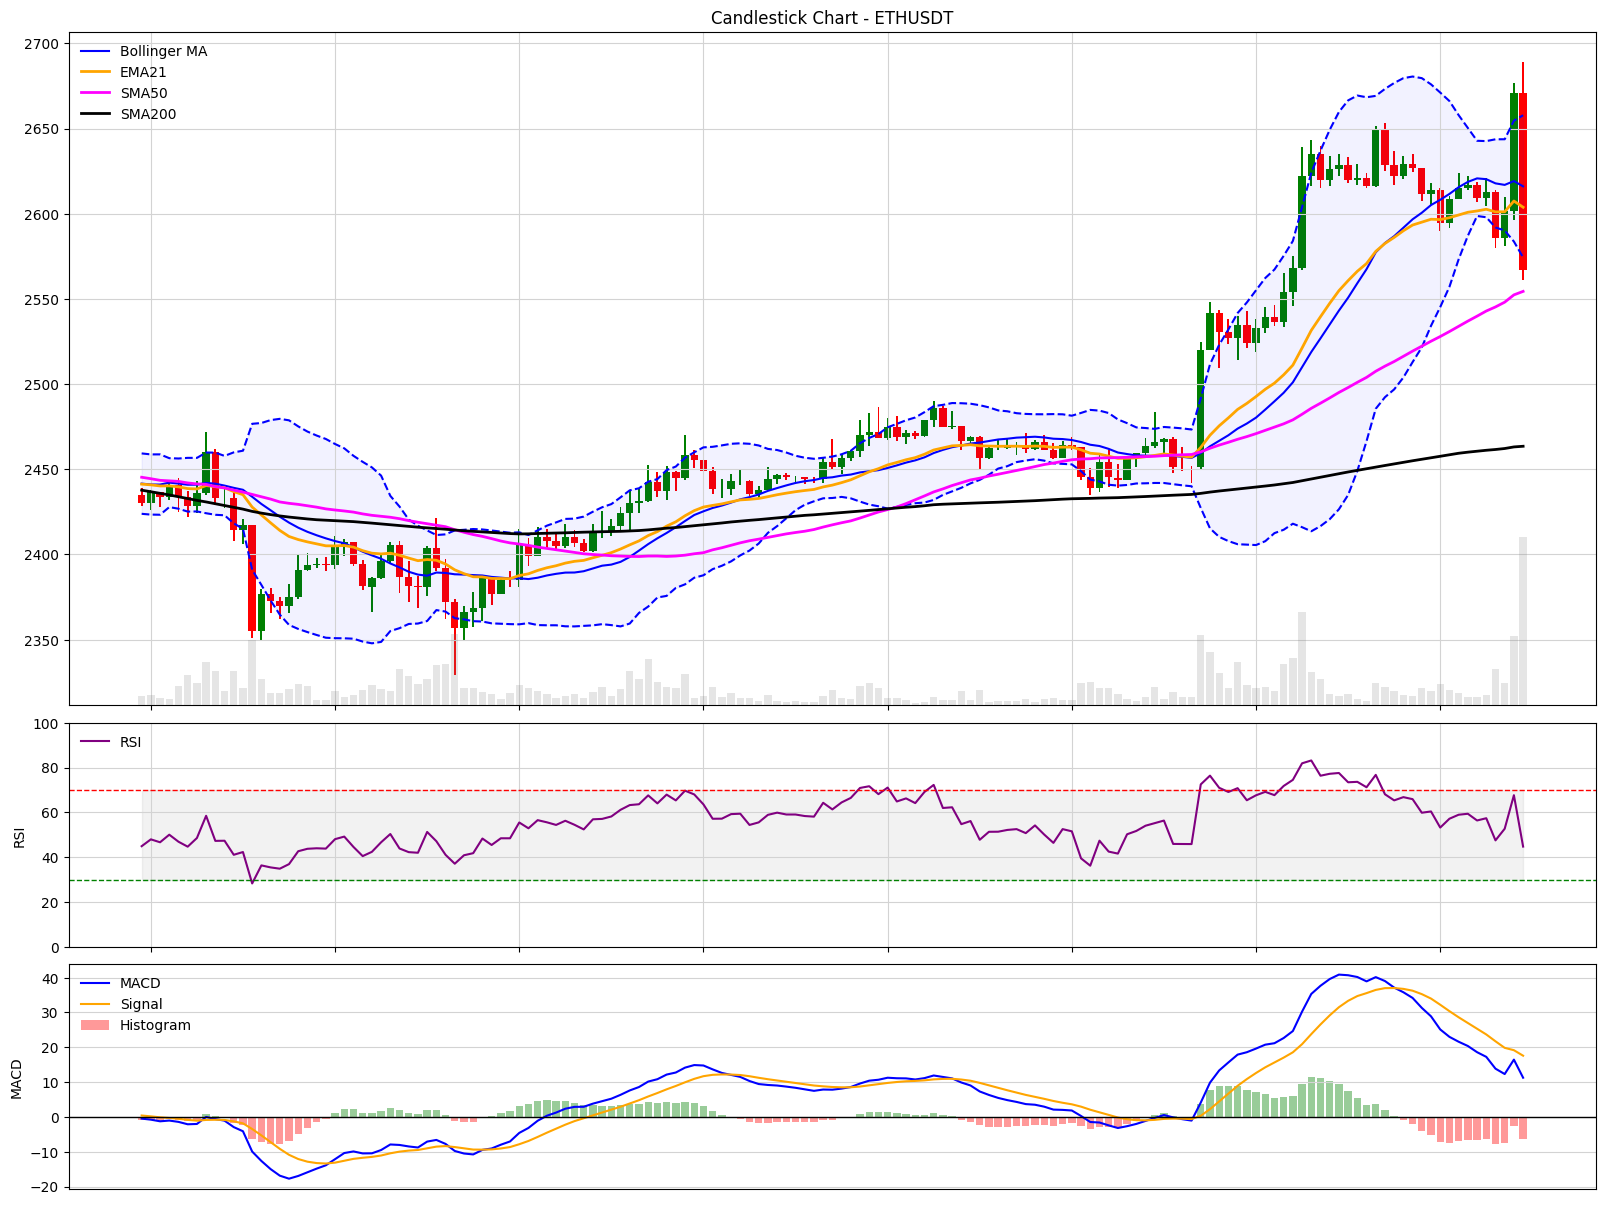 Candlestick Chart - ETHUSDT
Bollinger MA
EMA21
SMA50
SMA200
2700
2650
2600
2550
2500
2450
2400
2350
RSI
100
80
60
40
20
0
RSI
MACD
Signal
Histogram
40
30
20
10
0
−10
−20
MACD